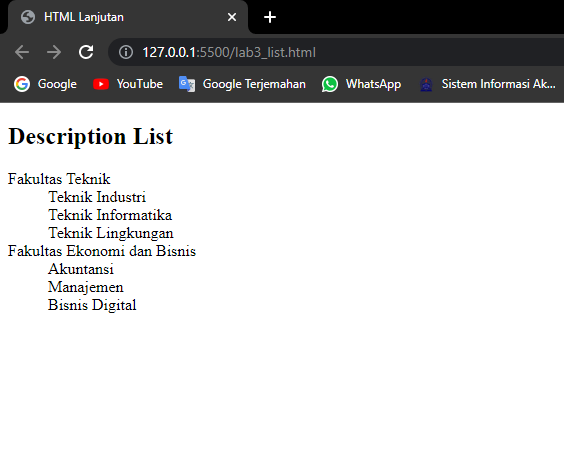 HTML Lanjutan
127.0.0.1:5500/lab3_list.html
Google YouTube Google Terjemahan WhatsApp Sistem Informasi Ak...
Description List
Fakultas Teknik
Teknik Industri
Teknik Informatika
Teknik Lingkungan
Fakultas Ekonomi dan Bisnis
Akuntansi
Manajemen
Bisnis Digital